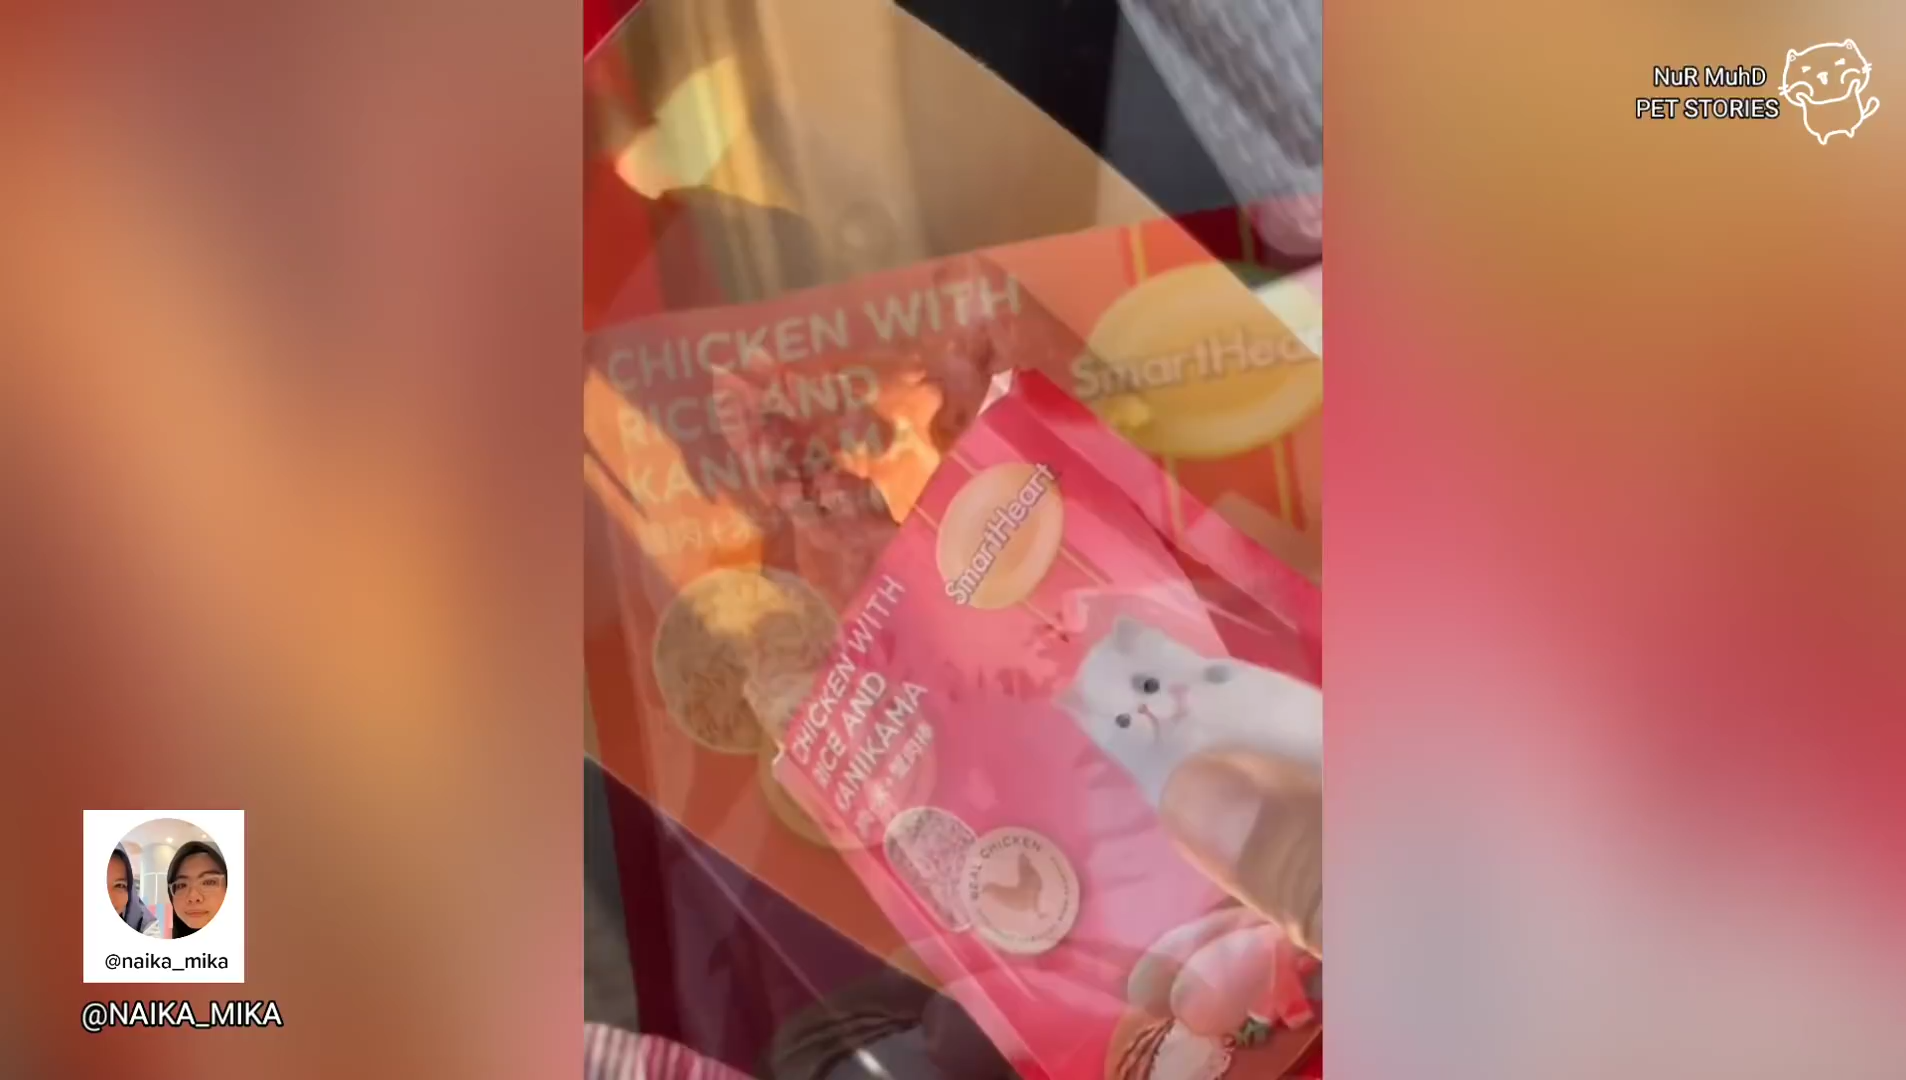 NuR MuhD
PET STORIES
CHICKEN WITH
RICE AND
KANIKAMA
SmartHeart
SmartHeart
CHICKEN WITH
RICE AND
KANIKAMA
REAL CHICKEN
@naika_mika
@NAIKA_MIKA